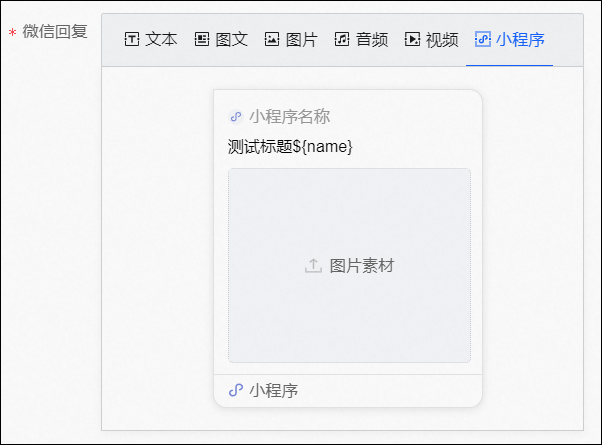 * 微信回复
文本 图文 图片 音频 视频 小程序
小程序名称
测试标题${name}
图片素材
小程序